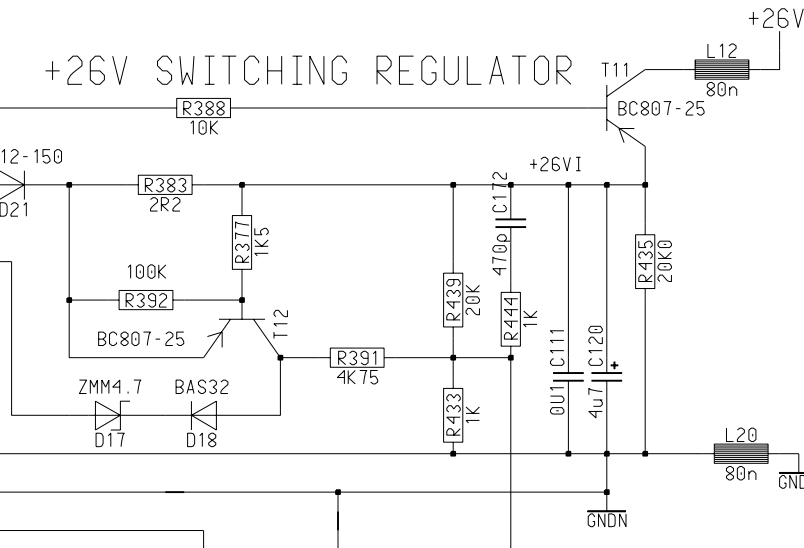 +26V
+26V SWITCHING REGULATOR
T11
L12
80n
BC807-25
R388
10K
12-150
D21
R383
2R2
+26VI
C172
470p
R377
1K5
R435
20K0
100K
R392
R439
20K
R444
1K
T12
BC807-25
R391
4K75
C111
0U1
C120
+
4u7
ZMM4.7
D17
BAS32
D18
R433
1K
L20
80n
GND
GNDN